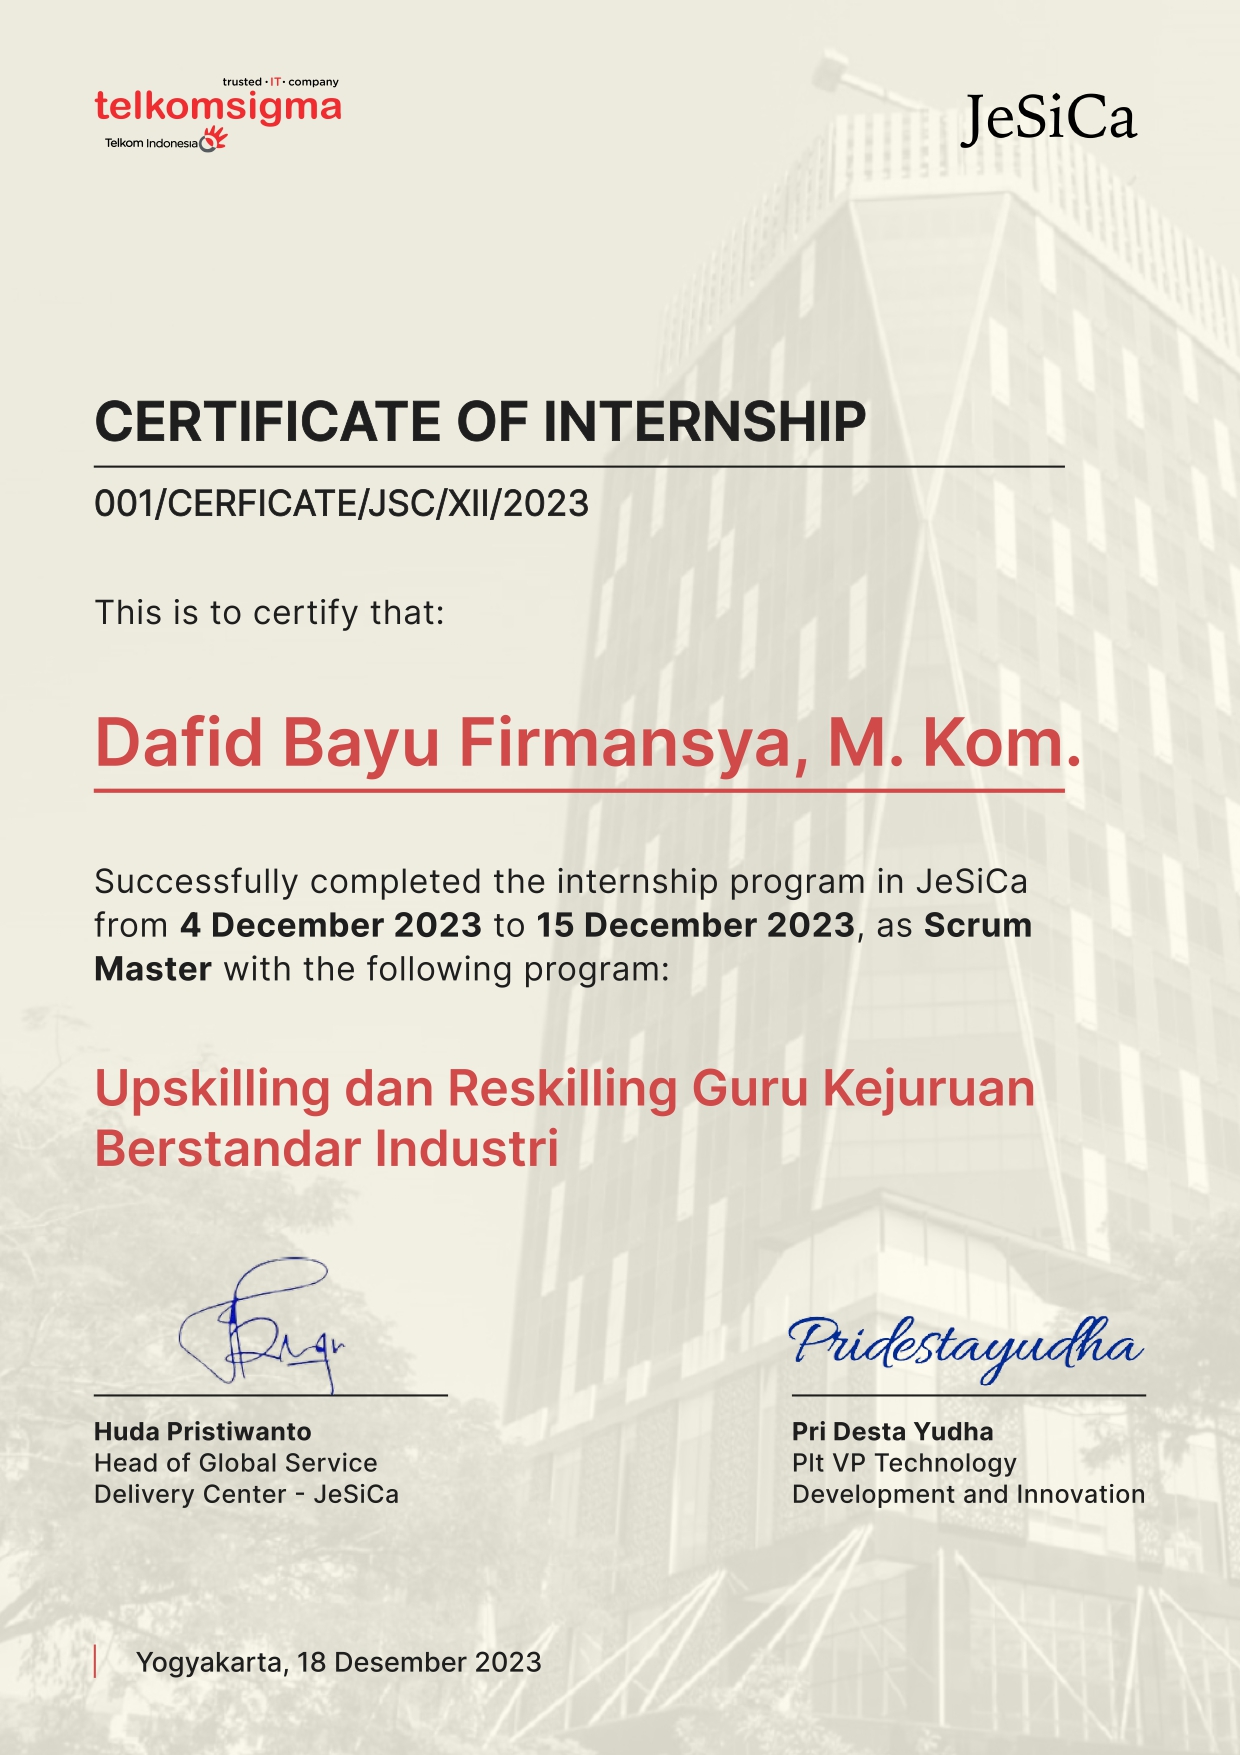 trusted · IT · company
telkomsigma
Telkom Indonesia
JeSiCa
CERTIFICATE OF INTERNSHIP
001/CERFICATE/JSC/XII/2023
This is to certify that:
Dafid Bayu Firmansya, M. Kom.
Successfully completed the internship program in JeSiCa
from 4 December 2023 to 15 December 2023, as Scrum
Master with the following program:
Upskilling dan Reskilling Guru Kejuruan
Berstandar Industri
Pridestayudha
Huda Pristiwanto
Head of Global Service
Delivery Center - JeSiCa
Pri Desta Yudha
Plt VP Technology
Development and Innovation
Yogyakarta, 18 Desember 2023